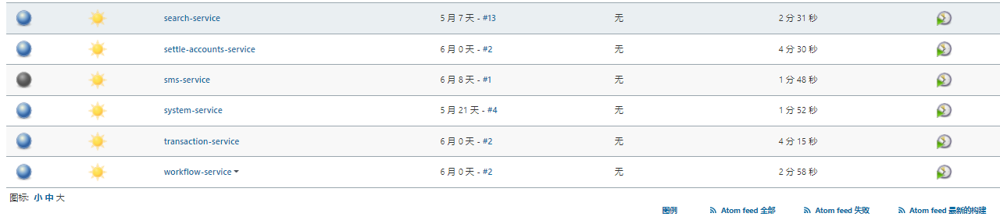 search-service 5 月 7 天 - #13 无 2 分 31 秒
settle-accounts-service 6 月 0 天 - #2 无 4 分 30 秒
sms-service 6 月 8 天 - #1 无 1 分 48 秒
system-service 5 月 21 天 - #4 无 1 分 52 秒
transaction-service 6 月 0 天 - #2 无 4 分 15 秒
workflow-service 6 月 0 天 - #2 无 2 分 58 秒
图标: 小 中 大
图例 Atom feed 全部 Atom feed 失败 Atom feed 最新的构建